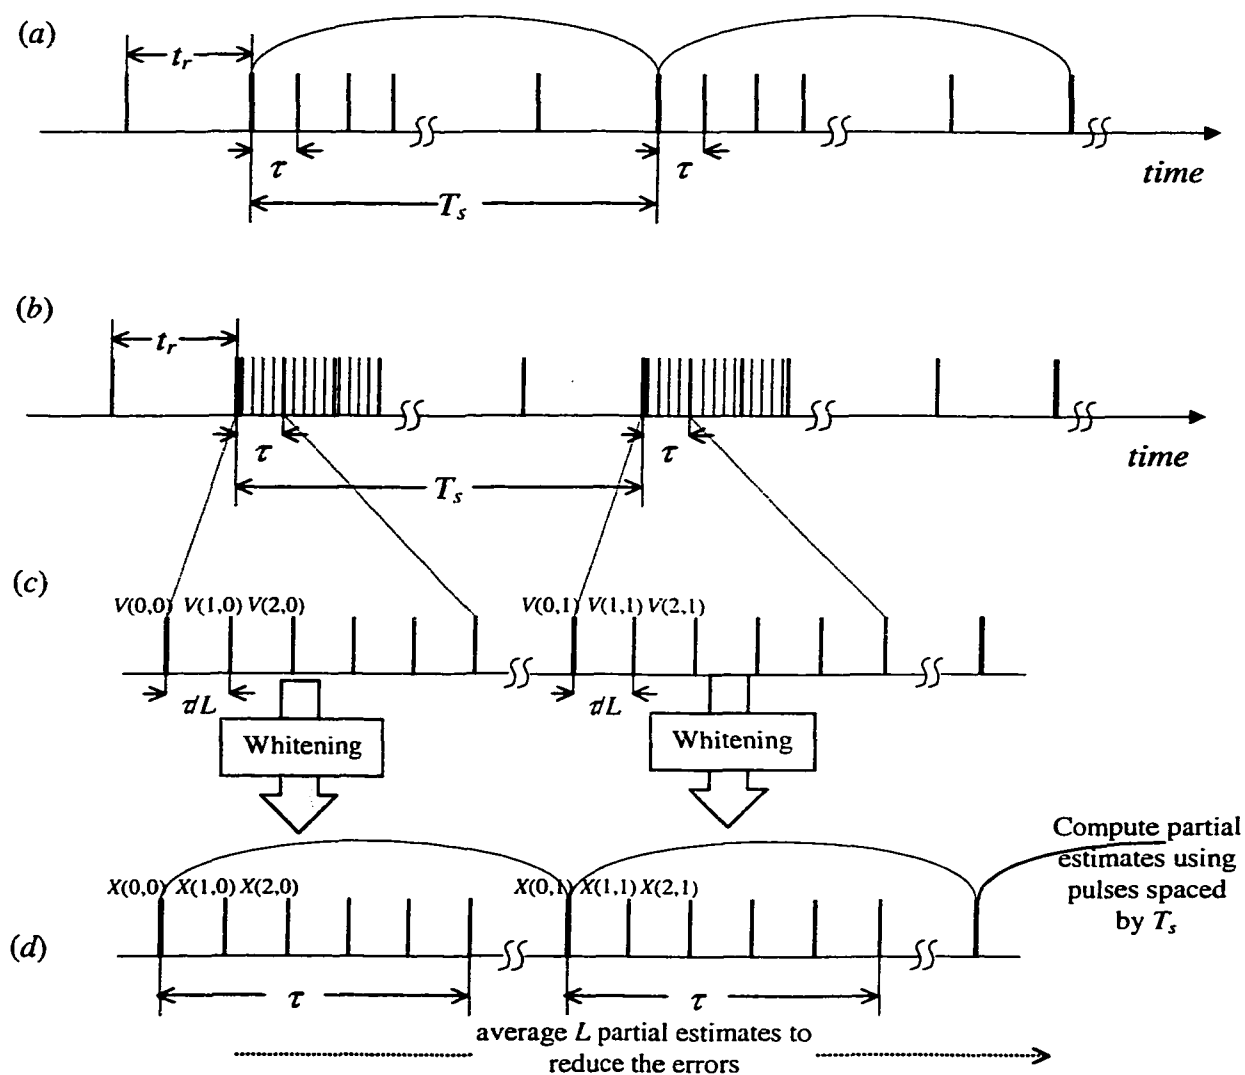 (a)
t_r
τ
τ
time
T_s
(b)
t_r
τ
τ
time
T_s
(c)
V(0,0) V(1,0) V(2,0)
V(0,1) V(1,1) V(2,1)
τ/L
τ/L
Whitening
Whitening
Compute partial
estimates using
pulses spaced
by T_s
X(0,0) X(1,0) X(2,0)
X(0,1) X(1,1) X(2,1)
(d)
τ
τ
average L partial estimates to
reduce the errors